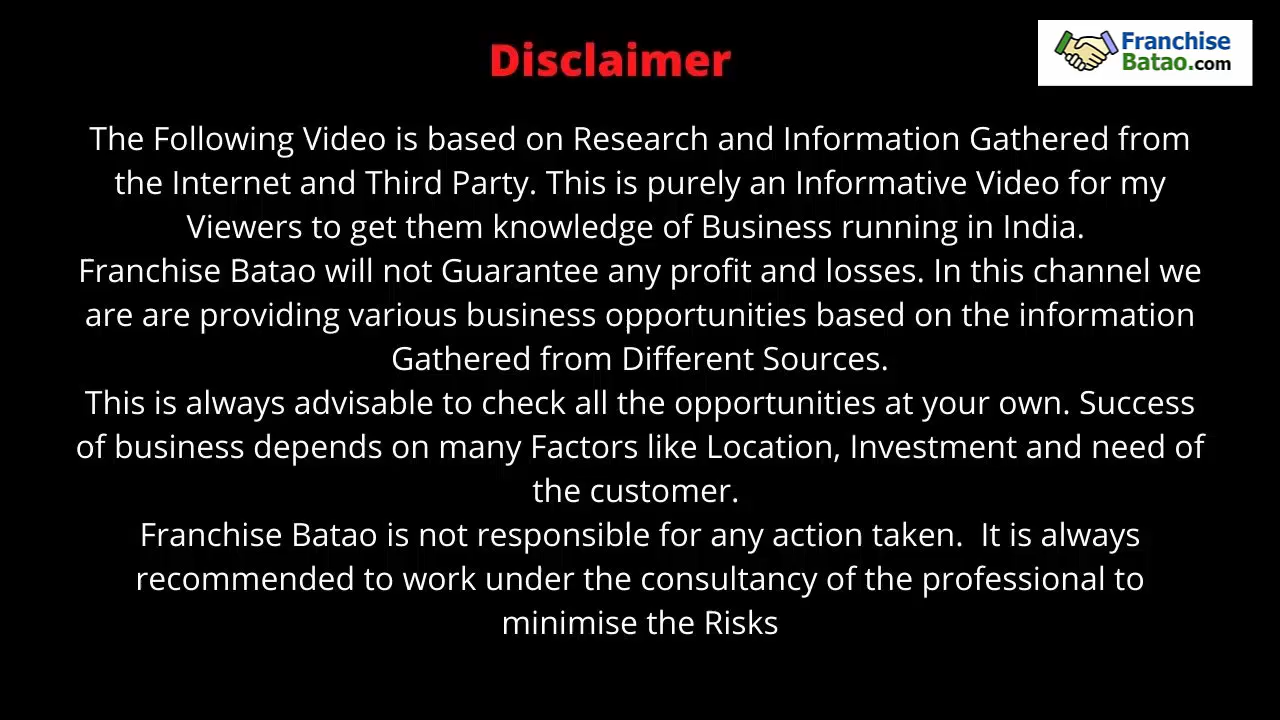 Disclaimer
Franchise
Batao.com
The Following Video is based on Research and Information Gathered from
the Internet and Third Party. This is purely an Informative Video for my
Viewers to get them knowledge of Business running in India.
Franchise Batao will not Guarantee any profit and losses. In this channel we
are are providing various business opportunities based on the information
Gathered from Different Sources.
This is always advisable to check all the opportunities at your own. Success
of business depends on many Factors like Location, Investment and need of
the customer.
Franchise Batao is not responsible for any action taken.  It is always
recommended to work under the consultancy of the professional to
minimise the Risks